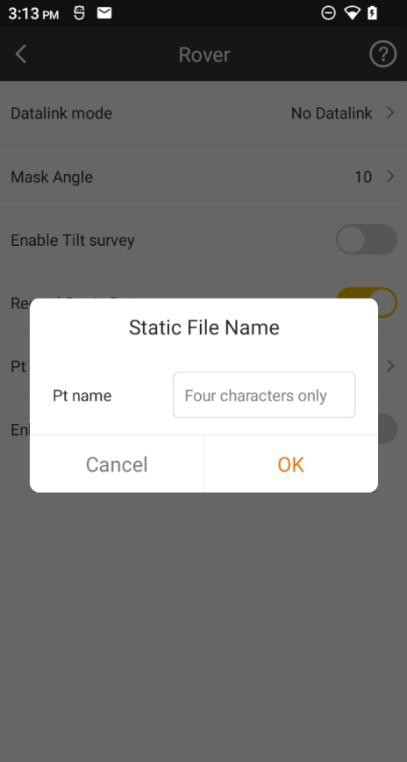 3:13 PM
Rover
Datalink mode No Datalink
Mask Angle 10
Enable Tilt survey
Static File Name
Pt name Four characters only
Pt
Cancel OK